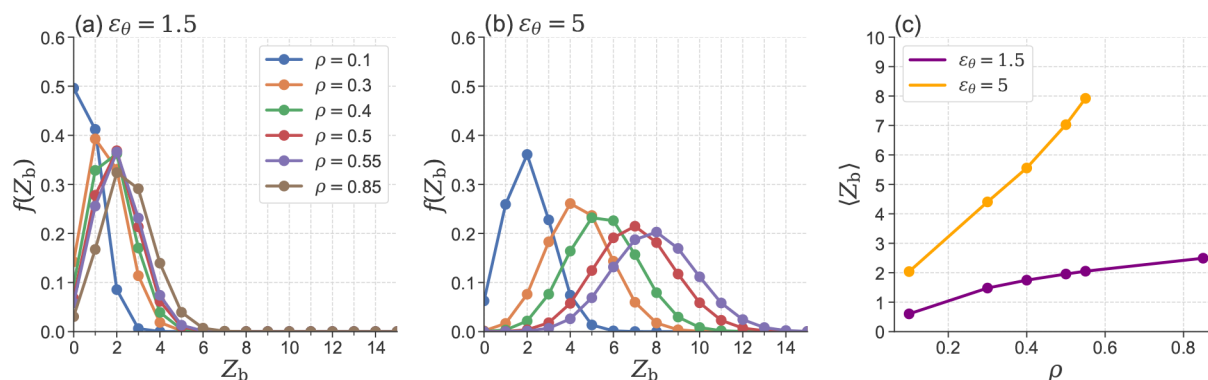 (a) εθ = 1.5
f(Zb)
0.6
0.5
0.4
0.3
0.2
0.1
0.0
ρ = 0.1
ρ = 0.3
ρ = 0.4
ρ = 0.5
ρ = 0.55
ρ = 0.85
0 2 4 6 8 10 12 14
Zb
(b) εθ = 5
f(Zb)
0.6
0.5
0.4
0.3
0.2
0.1
0.0
0 2 4 6 8 10 12 14
Zb
(c)
⟨Zb⟩
10
9
8
7
6
5
4
3
2
1
0
εθ = 1.5
εθ = 5
0.2 0.4 0.6 0.8
ρ